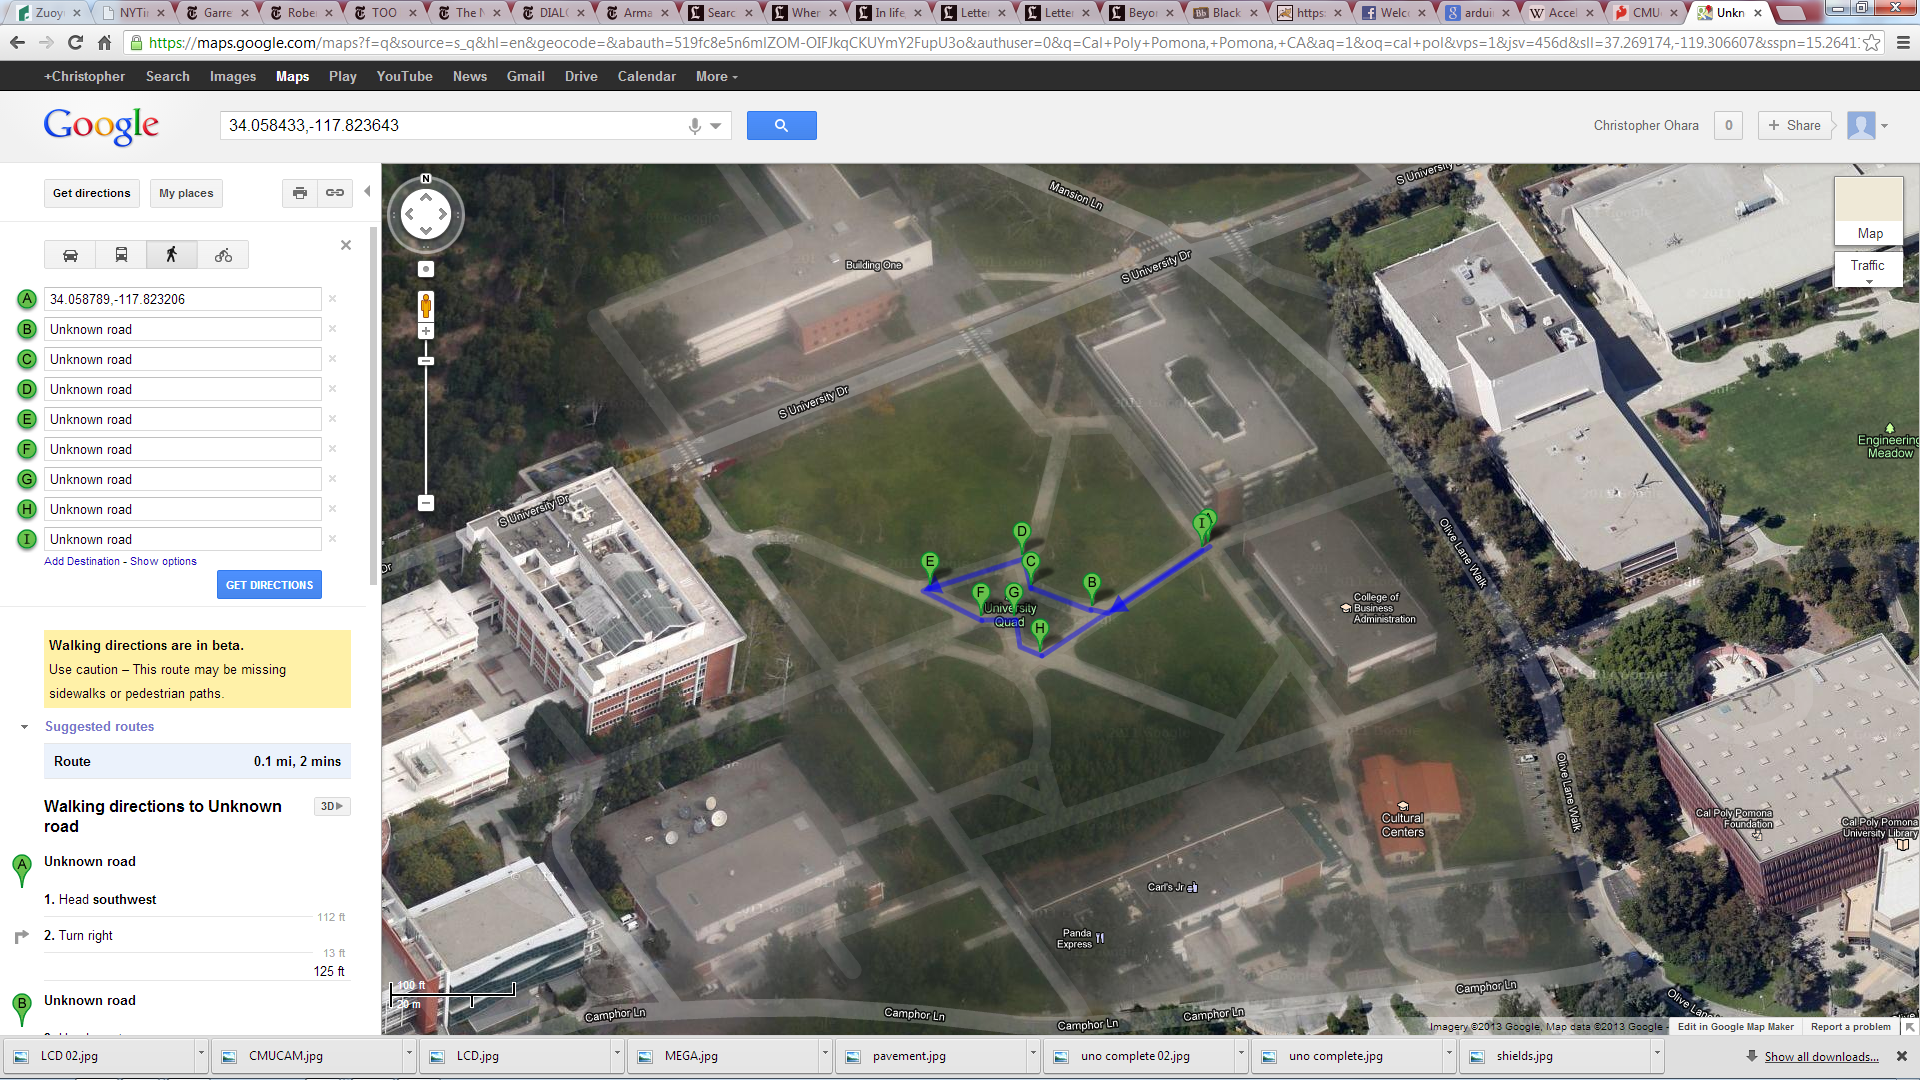 Zuoy
NYTi
Garre
Rober
TOO
The N
DIAL
Arma
Searc
When
In life,
Letter
Letter
Beyor
Bb Black
https:
Welc
ardui
Accel
CMU
Unkn
https://maps.google.com/maps?f=q&source=s_q&hl=en&geocode=&abauth=519fc8e5n6mlZOM-OIFJkqCKUYmY2FupU3o&authuser=0&q=Cal+Poly+Pomona,+Pomona,+CA&aq=1&oq=cal+pol&vps=1&jsv=456d&sll=37.269174,-119.306607&sspn=15.2641
+Christopher Search Images Maps Play YouTube News Gmail Drive Calendar More
Google
34.058433,-117.823643
Christopher Ohara
0
+ Share
Get directions
My places
A 34.058789,-117.823206
B Unknown road
C Unknown road
D Unknown road
E Unknown road
F Unknown road
G Unknown road
H Unknown road
I Unknown road
Add Destination - Show options
GET DIRECTIONS
Walking directions are in beta.
Use caution – This route may be missing
sidewalks or pedestrian paths.
Suggested routes
Route 0.1 mi, 2 mins
Walking directions to Unknown
road
3D
A Unknown road
1. Head southwest
112 ft
2. Turn right
13 ft
125 ft
B Unknown road
N
Map
Traffic
Mansion Ln
S University
S University Dr
Building One
S University Dr
S University Dr
Dr
Engineering
Meadow
Olive Lane Walk
A
I
D
E
C
B
F
G
H
University
Quad
College of
Business
Administration
Olive Lane Walk
Cultural
Centers
Cal Poly Pomona
Foundation
Cal Poly Pomona
University Library
Carl's Jr
Panda
Express
100 ft
20 m
Camphor Ln
Camphor Ln
Camphor Ln
Camphor Ln
Camphor Ln
Olive Lan
Imagery ©2013 Google, Map data ©2013 Google -
Edit in Google Map Maker
Report a problem
LCD 02.jpg
CMUCAM.jpg
LCD.jpg
MEGA.jpg
pavement.jpg
uno complete 02.jpg
uno complete.jpg
shields.jpg
Show all downloads...